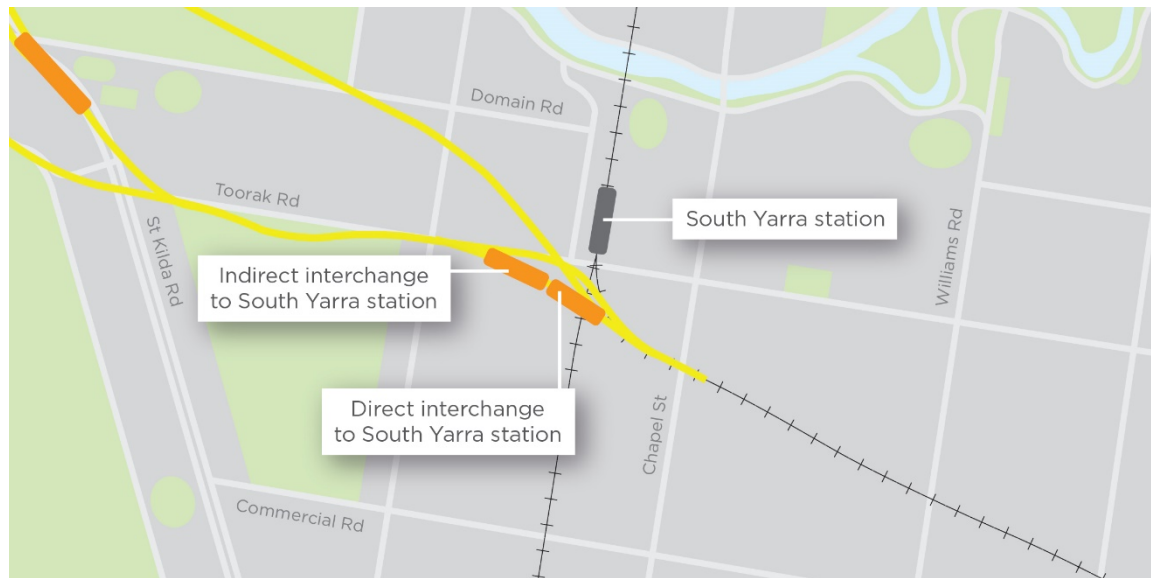 Domain Rd
Toorak Rd
South Yarra station
St Kilda Rd
Indirect interchange
to South Yarra station
Williams Rd
Direct interchange
to South Yarra station
Chapel St
Commercial Rd